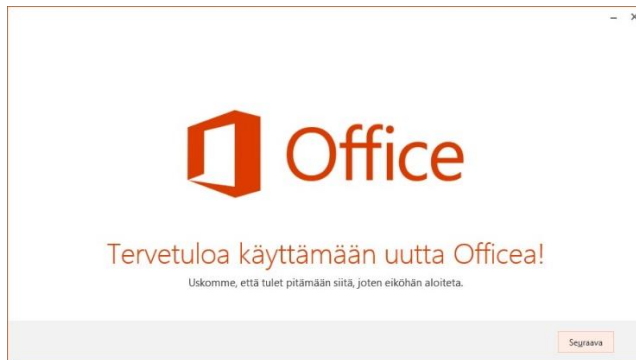 Office
Tervetuloa käyttämään uutta Officea!
Uskomme, että tulet pitämään siitä, joten eiköhän aloiteta.
Seuraava